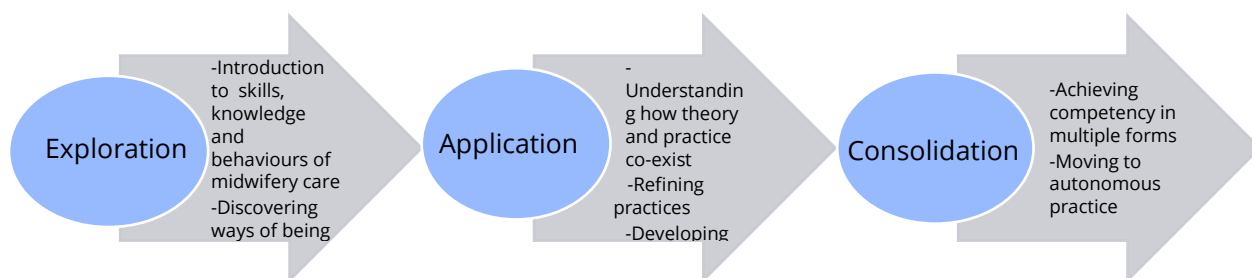 Exploration
-Introduction
to skills,
knowledge
and
behaviours of
midwifery care
-Discovering
ways of being
Application
-
Understandin
g how theory
and practice
co-exist
-Refining
practices
-Developing
Consolidation
-Achieving
competency in
multiple forms
-Moving to
autonomous
practice